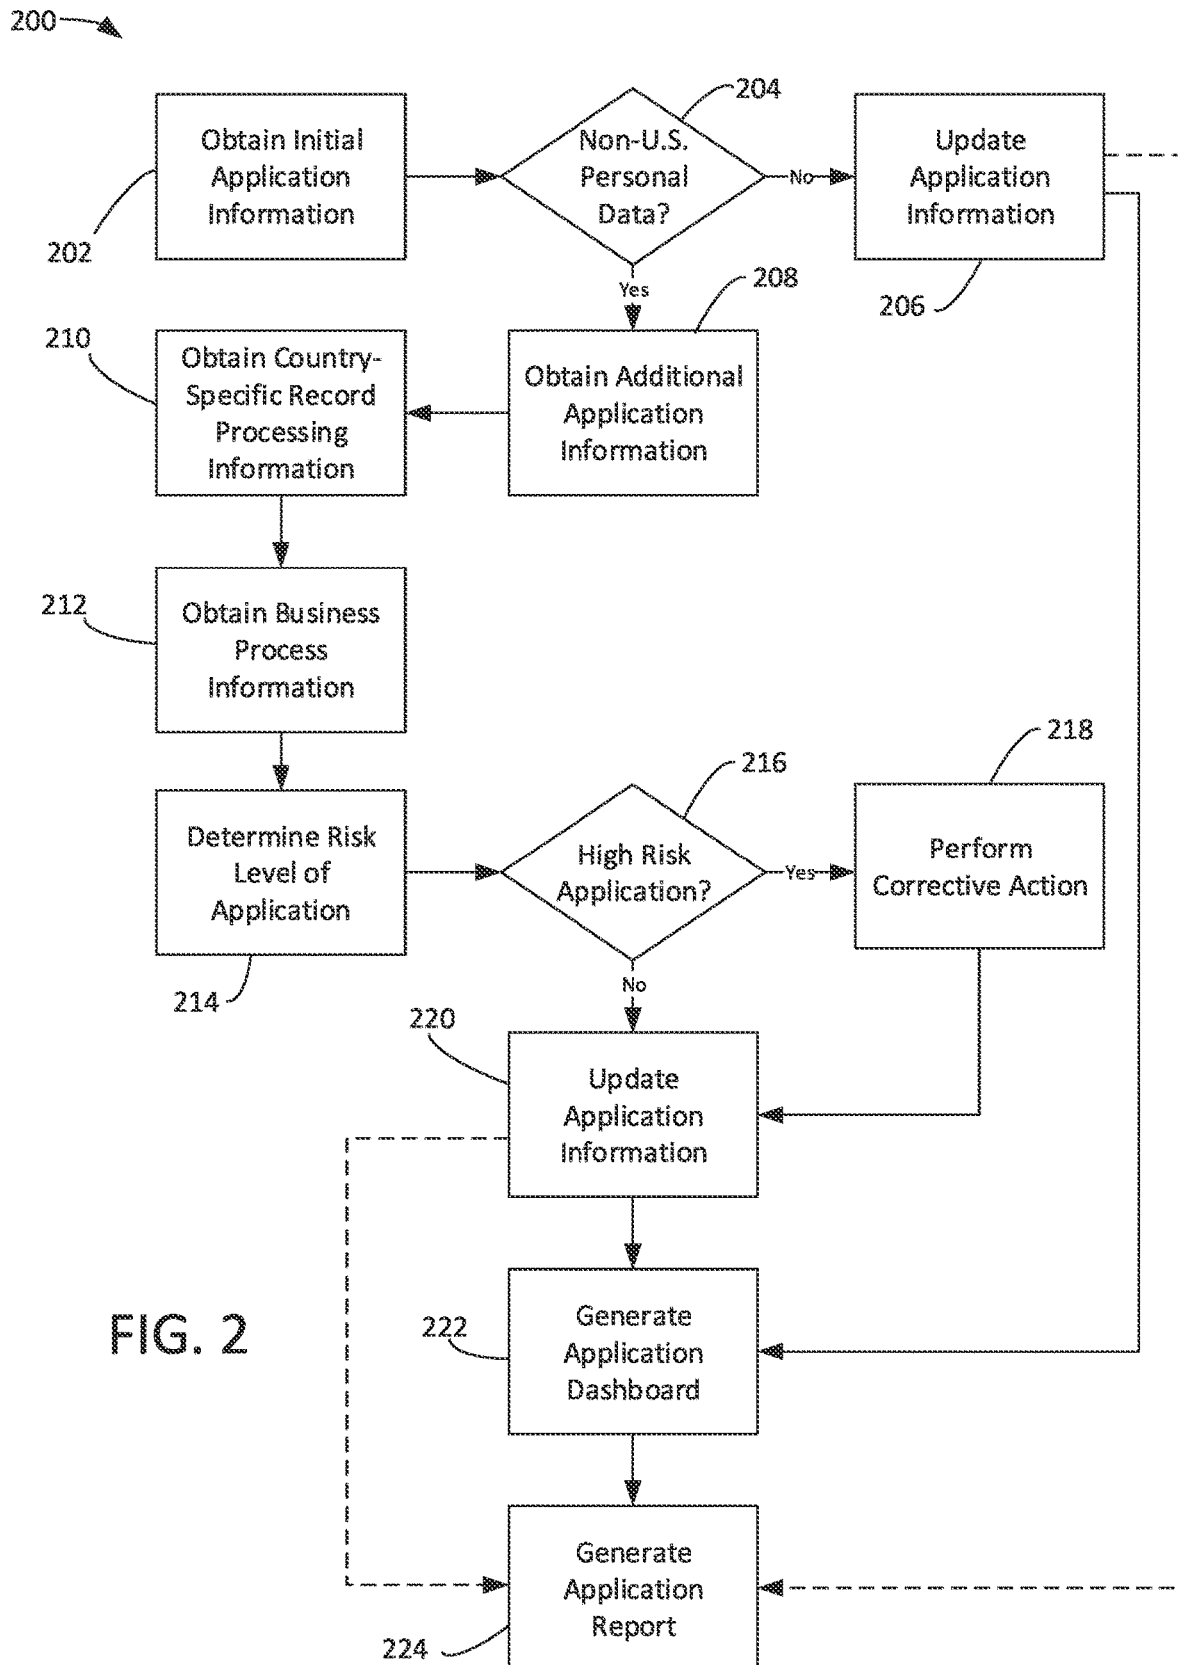 200
Obtain Initial
Application
Information
202
Non-U.S.
Personal
Data?
204
No
Update
Application
Information
206
Yes
208
Obtain Additional
Application
Information
210
Obtain Country-
Specific Record
Processing
Information
212
Obtain Business
Process
Information
Determine Risk
Level of
Application
214
High Risk
Application?
216
Yes
218
Perform
Corrective Action
No
220
Update
Application
Information
FIG. 2
222
Generate
Application
Dashboard
Generate
Application
Report
224